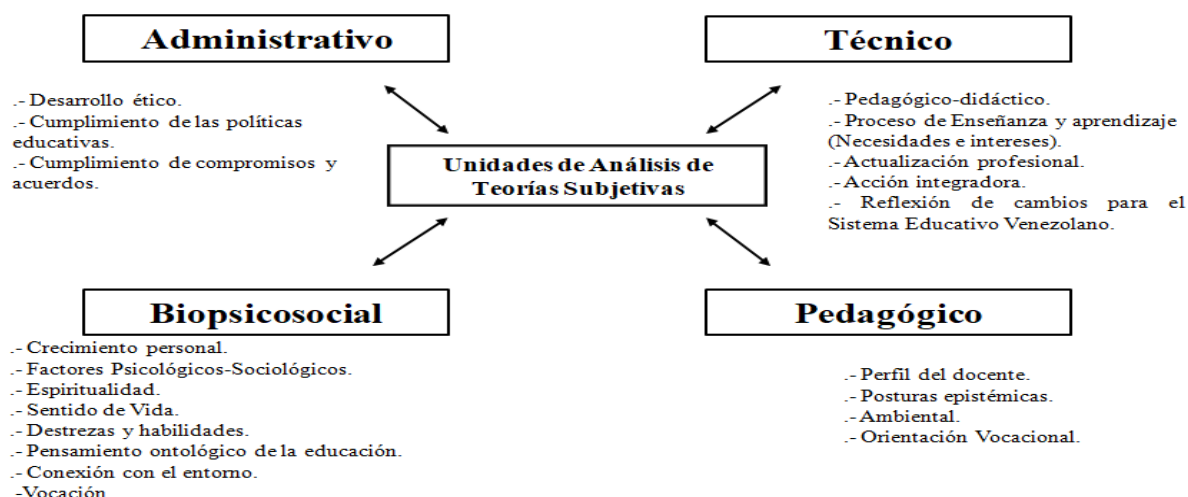 Administrativo
.- Desarrollo ético.
.- Cumplimiento de las políticas
educativas.
.- Cumplimiento de compromisos y
acuerdos.
Técnico
.- Pedagógico-didáctico.
.- Proceso de Enseñanza y aprendizaje
(Necesidades e intereses).
.- Actualización profesional.
.- Acción integradora.
.- Reflexión de cambios para el
Sistema Educativo Venezolano.
Unidades de Análisis de
Teorías Subjetivas
Biopsicosocial
.- Crecimiento personal.
.- Factores Psicológicos-Sociológicos.
.- Espiritualidad.
.- Sentido de Vida.
.- Destrezas y habilidades.
.- Pensamiento ontológico de la educación.
.- Conexión con el entorno.
.-Vocación
Pedagógico
.- Perfil del docente.
.- Posturas epistémicas.
.- Ambiental.
.- Orientación Vocacional.